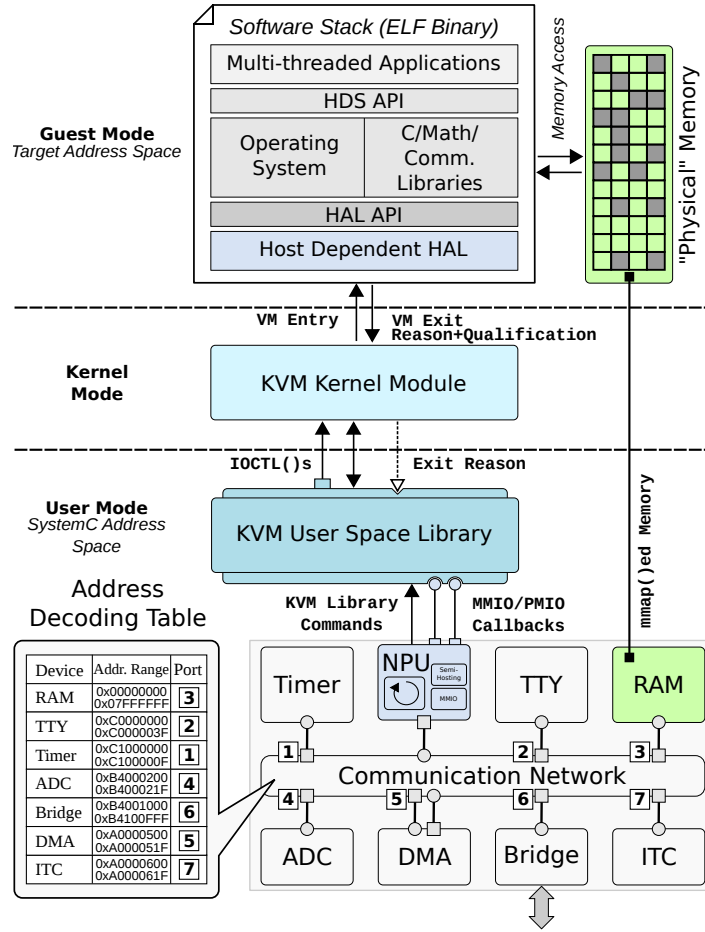 Software Stack (ELF Binary)
Multi-threaded Applications
HDS API
Operating
System
C/Math/
Comm.
Libraries
HAL API
Host Dependent HAL
Memory Access
"Physical" Memory
Guest Mode
Target Address Space
VM Entry
VM Exit
Reason+Qualification
Kernel
Mode
KVM Kernel Module
IOCTL()s
Exit Reason
User Mode
SystemC Address
Space
KVM User Space Library
mmap()ed Memory
KVM Library
Commands
MMIO/PMIO
Callbacks
Address
Decoding Table
Device Addr. Range Port
RAM 0x00000000 3
0x07FFFFFF
TTY 0xC0000000 2
0xC000003F
Timer 0xC1000000 1
0xC100000F
ADC 0xB4000200 4
0xB400021F
Bridge 0xB4001000 6
0xB4100FFF
DMA 0xA0000500 5
0xA000051F
ITC 0xA0000600 7
0xA000061F
Timer
NPU
Semi-
Hosting
MMIO
TTY
RAM
1 2 3
Communication Network
4 5 6 7
ADC
DMA
Bridge
ITC